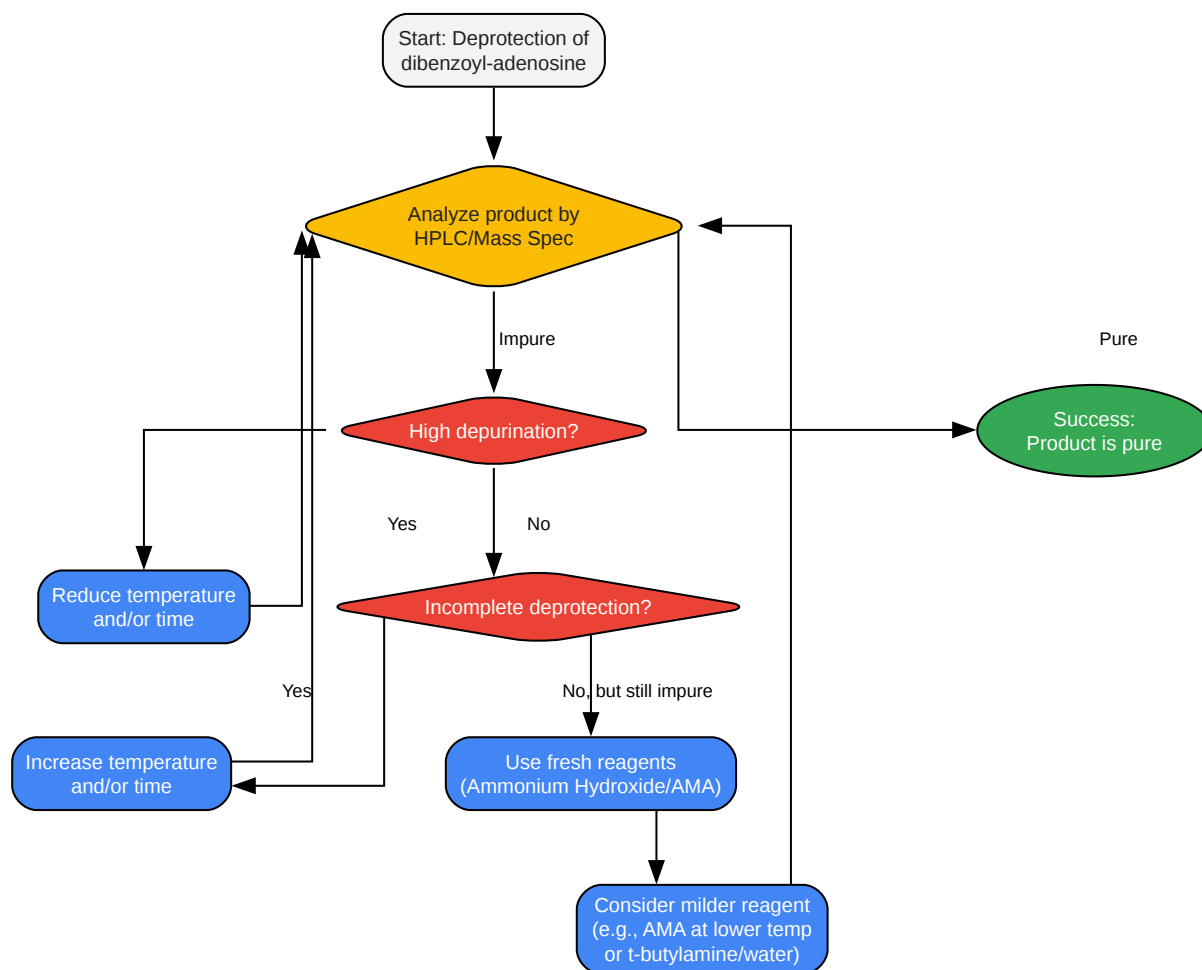 Start: Deprotection of
dibenzoyl-adenosine
Analyze product by
HPLC/Mass Spec
Impure
Pure
High depurination?
Success:
Product is pure
Yes
No
Reduce temperature
and/or time
Incomplete deprotection?
Yes
No, but still impure
Increase temperature
and/or time
Use fresh reagents
(Ammonium Hydroxide/AMA)
Consider milder reagent
(e.g., AMA at lower temp
or t-butylamine/water)